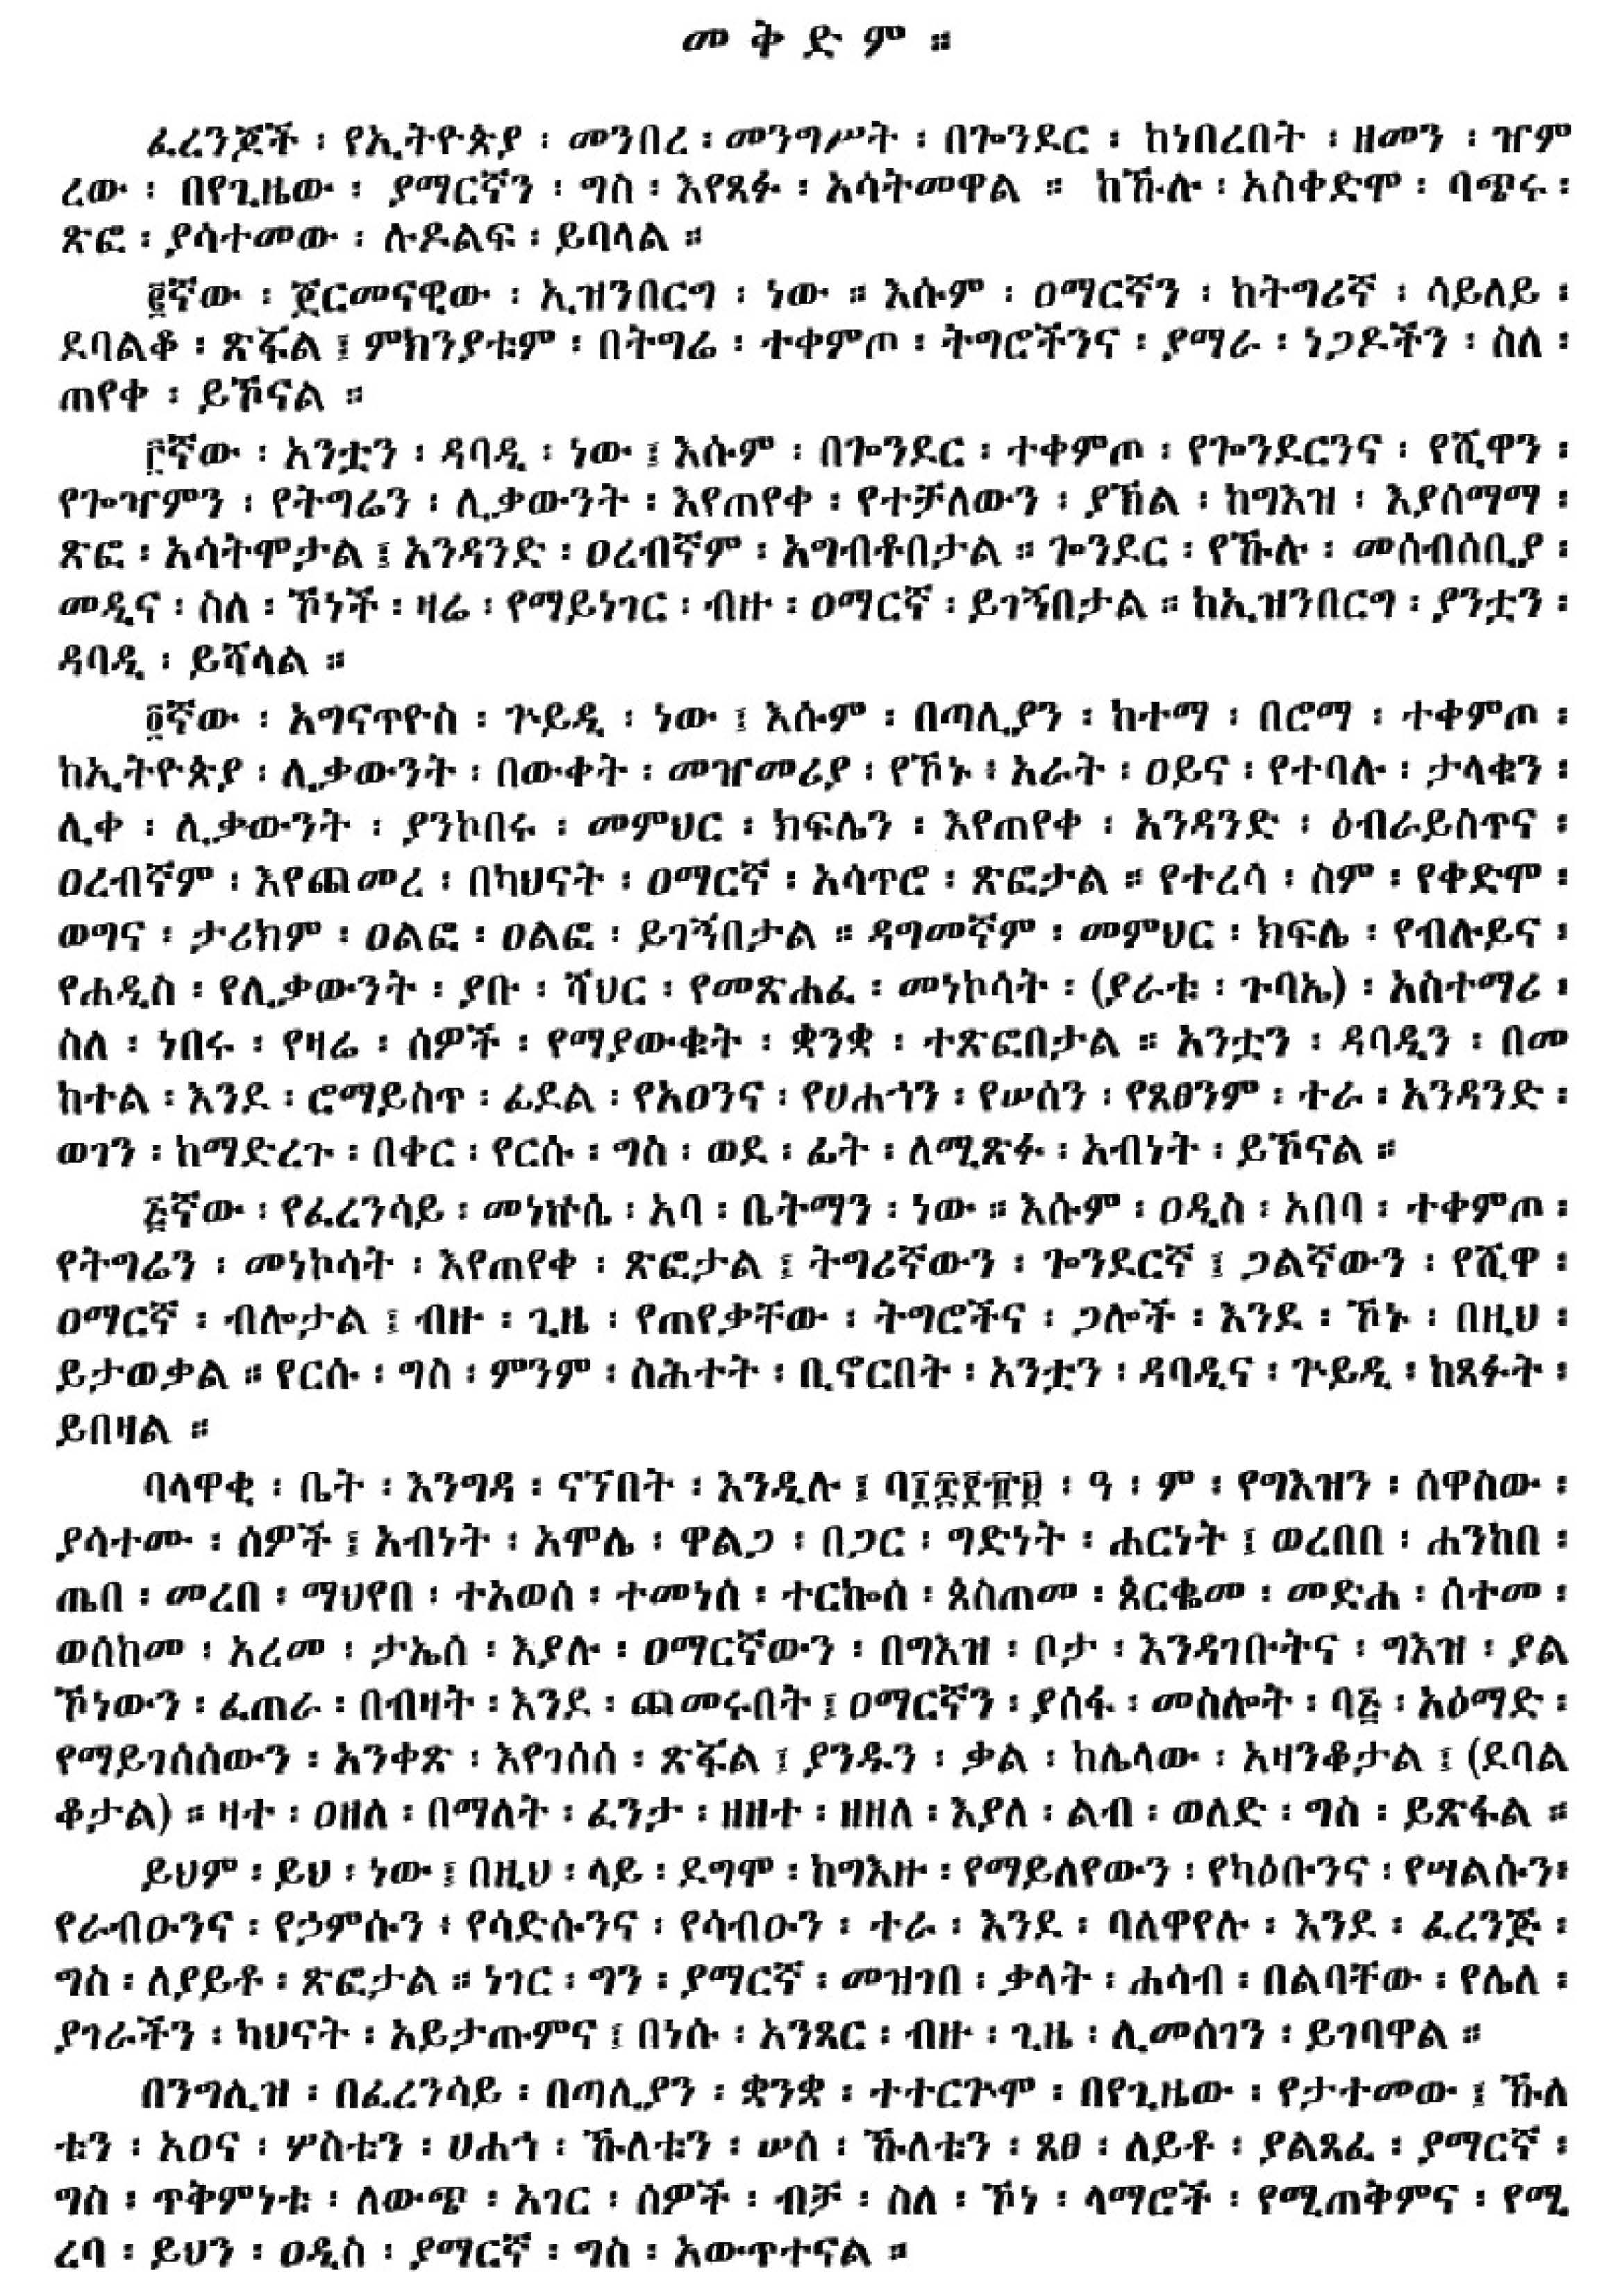 መቅድም ።
ፈረንጆች ፡ የኢትዮጵያ ፡ መንበረ ፡ መንግሥት ፡ በጐንደር ፡ ከነበረበት ፡ ዘመን ፡ ዠም
ረው ፡ በየጊዜው ፡ ያማርኛን ፡ ግስ ፡ እየጻፉ ፡ አሳትመዋል ። ከኹሉ ፡ አስቀድሞ ፡ ባጭሩ ፡
ጽፎ ፡ ያሳተመው ፡ ሉዶልፍ ፡ ይባላል ።
፪ኛው ፡ ጀርመናዊው ፡ ኢዝንበርግ ፡ ነው ። እሱም ፡ ዐማርኛን ፡ ከትግሪኛ ፡ ሳይለይ ፡
ደባልቆ ፡ ጽፏል ፤ ምክንያቱም ፡ በትግሬ ፡ ተቀምጦ ፡ ትግሮችንና ፡ ያማራ ፡ ነጋዶችን ፡ ስለ ፡
ጠየቀ ፡ ይኾናል ።
፫ኛው ፡ አንቷን ፡ ዳባዲ ፡ ነው ፤ እሱም ፡ በጐንደር ፡ ተቀምጦ ፡ የጐንደርንና ፡ የሺዋን ፡
የጐዣምን ፡ የትግሬን ፡ ሊቃውንት ፡ እየጠየቀ ፡ የተቻለውን ፡ ያኽል ፡ ከግእዝ ፡ እያሰማማ ፡
ጽፎ ፡ አሳትሞታል ፤ አንዳንድ ፡ ዐረብኛም ፡ አግብቶበታል ። ጐንደር ፡ የኹሉ ፡ መሰብሰቢያ ፡
መዲና ፡ ስለ ፡ ኾነች ፡ ዛሬ ፡ የማይነገር ፡ ብዙ ፡ ዐማርኛ ፡ ይገኝበታል ። ከኢዝንበርግ ፡ ያንቷን ፡
ዳባዲ ፡ ይሻላል ።
፬ኛው ፡ አግናጥዮስ ፡ ጕይዲ ፡ ነው ፤ እሱም ፡ በጣሊያን ፡ ከተማ ፡ በሮማ ፡ ተቀምጦ ፡
ከኢትዮጵያ ፡ ሊቃውንት ፡ በውቀት ፡ መዠመሪያ ፡ የኾኑ ፡ አራት ፡ ዐይና ፡ የተባሉ ፡ ታላቁን ፡
ሊቀ ፡ ሊቃውንት ፡ ያንኮበሩ ፡ መምህር ፡ ክፍሌን ፡ እየጠየቀ ፡ አንዳንድ ፡ ዕብራይስጥና ፡
ዐረብኛም ፡ እየጨመረ ፡ በካህናት ፡ ዐማርኛ ፡ አሳጥሮ ፡ ጽፎታል ። የተረሳ ፡ ስም ፡ የቀድሞ ፡
ወግና ፡ ታሪክም ፡ ዐልፎ ፡ ዐልፎ ፡ ይገኝበታል ። ዳግመኛም ፡ መምህር ፡ ክፍሌ ፡ የብሉይና ፡
የሐዲስ ፡ የሊቃውንት ፡ ያቡ ፡ ሻህር ፡ የመጽሐፈ ፡ መነኮሳት ፡ (ያራቱ ፡ ጉባኤ) ፡ አስተማሪ ፡
ስለ ፡ ነበሩ ፡ የዛሬ ፡ ሰዎች ፡ የማያውቁት ፡ ቋንቋ ፡ ተጽፎበታል ። አንቷን ፡ ዳባዲን ፡ በመ
ከተል ፡ እንደ ፡ ሮማይስጥ ፡ ፊደል ፡ የአዐንና ፡ የሀሐኀን ፡ የሠሰን ፡ የጸፀንም ፡ ተራ ፡ አንዳንድ ፡
ወገን ፡ ከማድረጉ ፡ በቀር ፡ የርሱ ፡ ግስ ፡ ወደ ፡ ፊት ፡ ለሚጽፉ ፡ አብነት ፡ ይኾናል ።
፭ኛው ፡ የፈረንሳይ ፡ መነኵሴ ፡ አባ ፡ ቤትማን ፡ ነው ። እሱም ፡ ዐዲስ ፡ አበባ ፡ ተቀምጦ ፡
የትግሬን ፡ መነኮሳት ፡ እየጠየቀ ፡ ጽፎታል ፤ ትግሪኛውን ፡ ጐንደርኛ ፤ ጋልኛውን ፡ የሺዋ ፡
ዐማርኛ ፡ ብሎታል ፤ ብዙ ፡ ጊዜ ፡ የጠየቃቸው ፡ ትግሮችና ፡ ጋሎች ፡ እንደ ፡ ኾኑ ፡ በዚህ ፡
ይታወቃል ። የርሱ ፡ ግስ ፡ ምንም ፡ ስሕተት ፡ ቢኖርበት ፡ አንቷን ፡ ዳባዲና ፡ ጕይዲ ፡ ከጻፉት ፡
ይበዛል ።
ባላዋቂ ፡ ቤት ፡ እንግዳ ፡ ናኘበት ፡ እንዲሉ ፤ ባ፲፰፻፹፱ ፡ ዓ ፡ ም ፡ የግእዝን ፡ ሰዋስው ፡
ያሳተሙ ፡ ሰዎች ፤ አብነት ፡ አሞሌ ፡ ዋልጋ ፡ በጋር ፡ ግድነት ፡ ሐርነት ፤ ወረበበ ፡ ሐንከበ ፡
ጤበ ፡ መረበ ፡ ማህየበ ፡ ተአወሰ ፡ ተመነሰ ፡ ተርኰሰ ፡ ጰስጠመ ፡ ጰርቈመ ፡ መድሐ ፡ ሰተመ ፡
ወሰከመ ፡ አረመ ፡ ታኤሰ ፡ እያሉ ፡ ዐማርኛውን ፡ በግእዝ ፡ ቦታ ፡ እንዳገቡትና ፡ ግእዝ ፡ ያል
ኾነውን ፡ ፈጠራ ፡ በብዛት ፡ እንደ ፡ ጨመሩበት ፤ ዐማርኛን ፡ ያሰፋ ፡ መስሎት ፡ ባ፭ ፡ አዕማድ ፡
የማይገሰሰውን ፡ አንቀጽ ፡ እየገሰሰ ፡ ጽፏል ፤ ያንዱን ፡ ቃል ፡ ከሌላው ፡ አዛንቆታል ፤ (ደባል
ቆታል) ። ዛተ ፡ ዐዘለ ፡ በማለት ፡ ፈንታ ፡ ዘዘተ ፡ ዘዘለ ፡ እያለ ፡ ልብ ፡ ወለድ ፡ ግስ ፡ ይጽፋል ።
ይህም ፡ ይህ ፡ ነው ፤ በዚህ ፡ ላይ ፡ ደግሞ ፡ ከግእዙ ፡ የማይለየውን ፡ የካዕቡንና ፡ የሣልሱን፡
የራብዑንና ፡ የኃምሱን ፡ የሳድሱንና ፡ የሳብዑን ፡ ተራ ፡ እንደ ፡ ባለዋየሉ ፡ እንደ ፡ ፈረንጅ ፡
ግስ ፡ ለያይቶ ፡ ጽፎታል ። ነገር ፡ ግን ፡ ያማርኛ ፡ መዝገበ ፡ ቃላት ፡ ሐሳብ ፡ በልባቸው ፡ የሌለ ፡
ያገራችን ፡ ካህናት ፡ አይታጡምና ፤ በነሱ ፡ አንጻር ፡ ብዙ ፡ ጊዜ ፡ ሊመሰገን ፡ ይገባዋል ።
በንግሊዝ ፡ በፈረንሳይ ፡ በጣሊያን ፡ ቋንቋ ፡ ተተርጕሞ ፡ በየጊዜው ፡ የታተመው ፤ ኹለ
ቱን ፡ አዐና ፡ ሦስቱን ፡ ሀሐኀ ፡ ኹለቱን ፡ ሠሰ ፡ ኹለቱን ፡ ጸፀ ፡ ለይቶ ፡ ያልጻፈ ፡ ያማርኛ ፡
ግስ ፡ ጥቅምነቱ ፡ ለውጭ ፡ አገር ፡ ሰዎች ፡ ብቻ ፡ ስለ ፡ ኾነ ፡ ላማሮች ፡ የሚጠቅምና ፡ የሚ
ረባ ፡ ይህን ፡ ዐዲስ ፡ ያማርኛ ፡ ግስ ፡ አውጥተናል ።